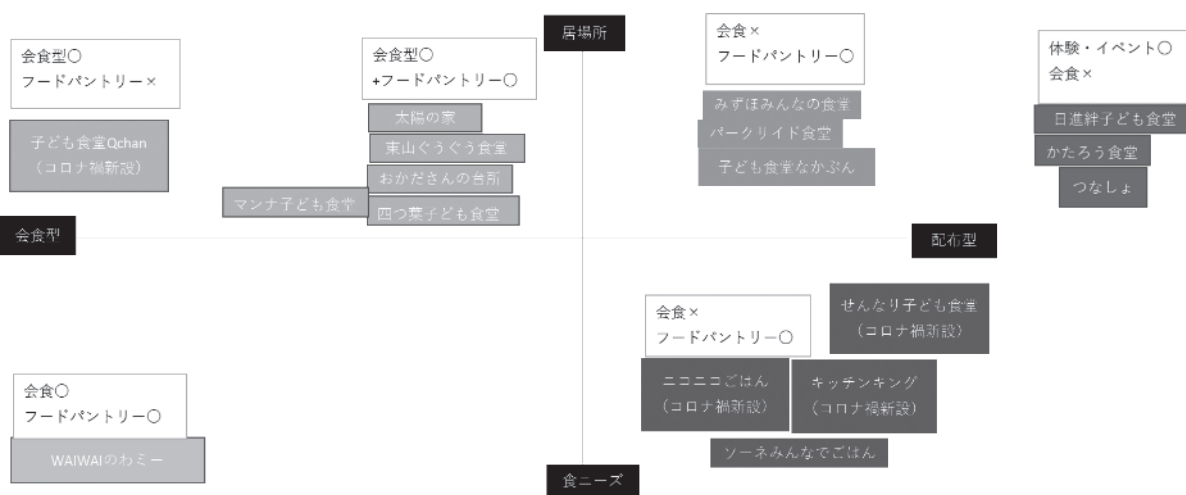 居場所
会食型〇
フードパントリー×
子ども食堂Qchan
（コロナ禍新設）
会食型〇
+フードパントリー〇
太陽の家
東山ぐうぐう食堂
おかださんの台所
マンナ子ども食堂
四つ葉子ども食堂
会食×
フードパントリー〇
みずほみんなの食堂
パークリイド食堂
子ども食堂なかぷん
体験・イベント〇
会食×
日進絆子ども食堂
かたろう食堂
つなしょ
会食型
配布型
会食×
フードパントリー〇
せんなり子ども食堂
（コロナ禍新設）
ニコニコごはん
（コロナ禍新設）
キッチンキング
（コロナ禍新設）
ソーネみんなでごはん
会食〇
フードパントリー〇
WAIWAIのわミー
食ニーズ